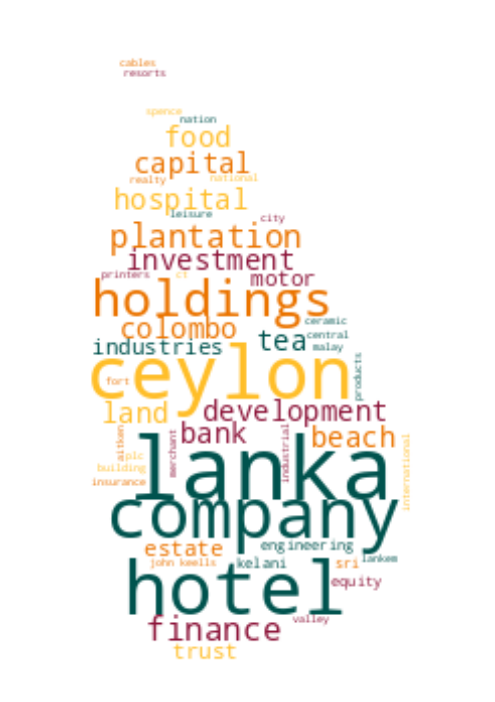 cables
resorts
spence
nation
food
capital
realty
national
hospital
leisure
city
plantation
investment
printers
ct
motor
holdings
ceramic
colombo
central
tea
malay
industries
products
ceylon
fort
land
development
aitken
bank
beach
merchant
industrial
international
plc
building
insurance
lanka
company
engineering
estate
john keells
kelani
sri
lankem
hotel
equity
finance
valley
trust